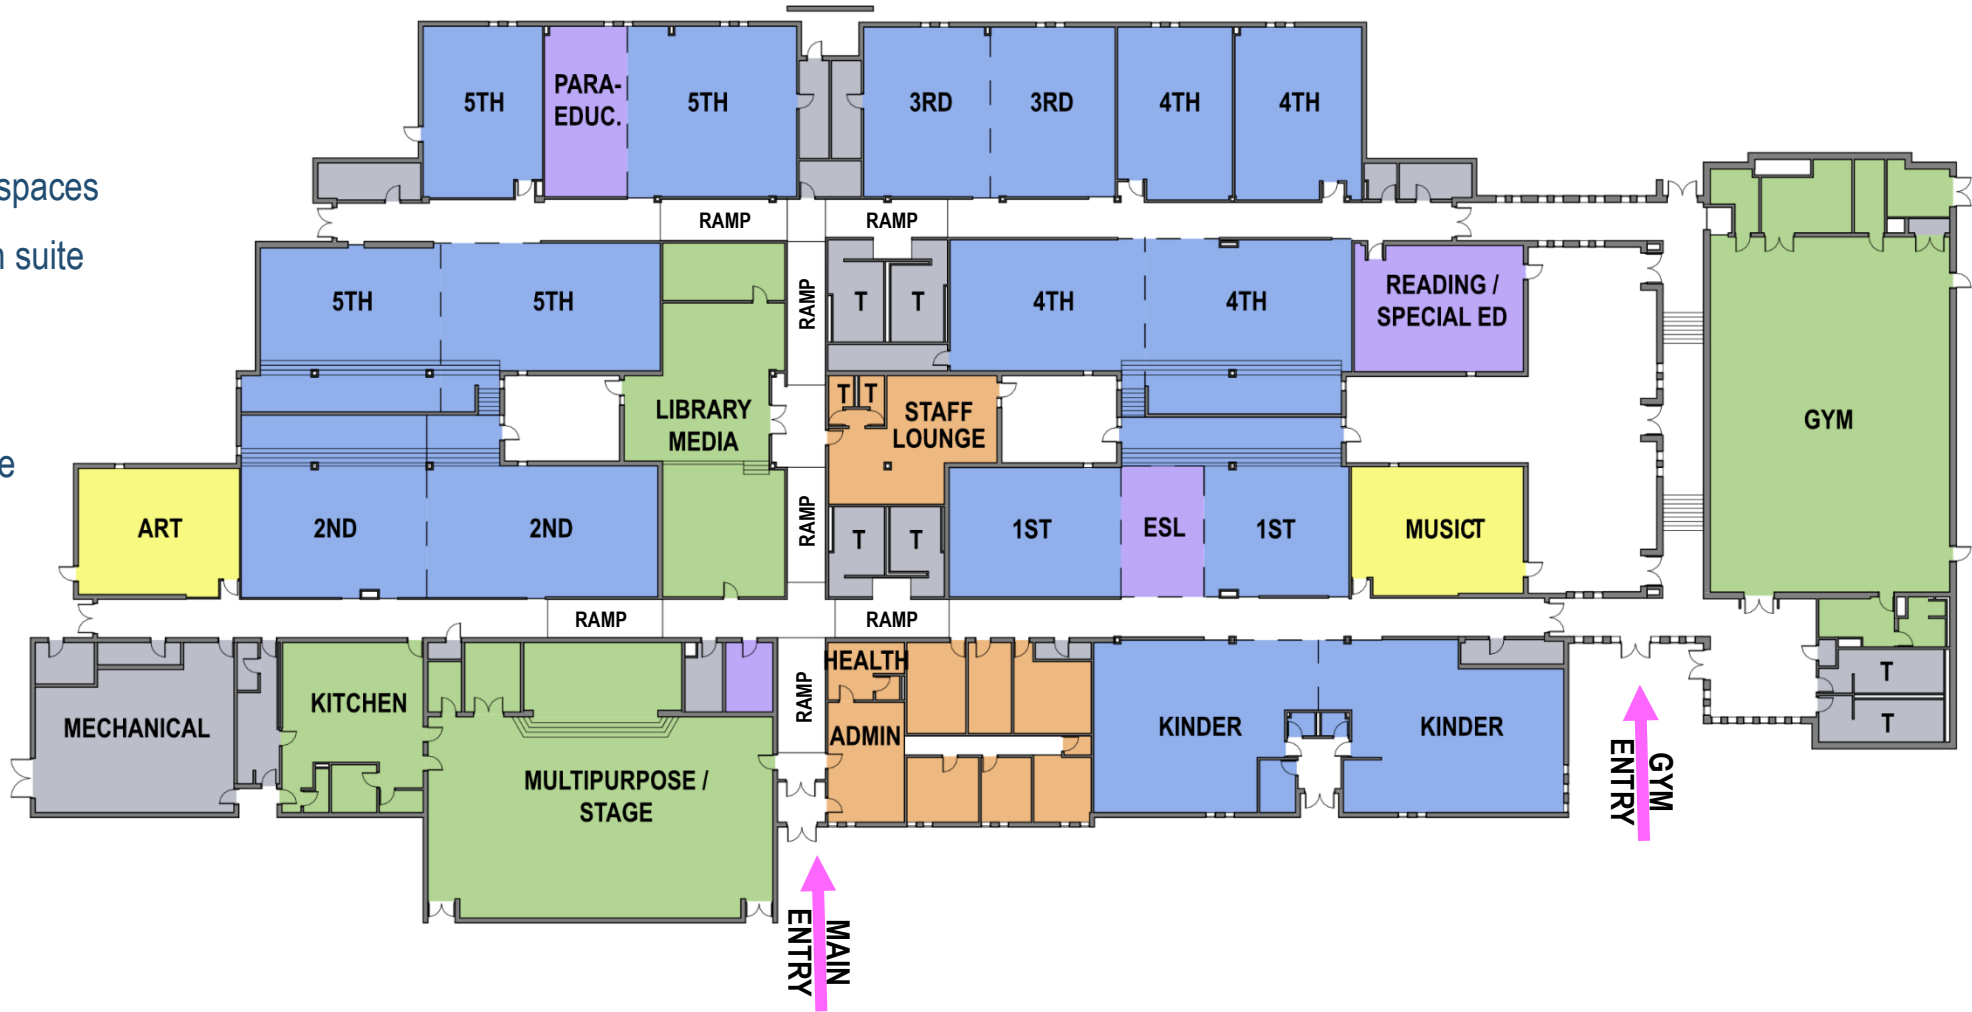 spaces
suite
5TH
PARA-
EDUC.
5TH
3RD
3RD
4TH
4TH
RAMP
RAMP
5TH
5TH
RAMP
T
T
4TH
4TH
READING /
SPECIAL ED
LIBRARY
MEDIA
T
T
STAFF
LOUNGE
GYM
ART
2ND
2ND
RAMP
T
T
1ST
ESL
1ST
MUSICT
RAMP
RAMP
MECHANICAL
KITCHEN
MULTIPURPOSE /
STAGE
RAMP
HEALTH
ADMIN
KINDER
KINDER
T
T
GYM
ENTRY
MAIN
ENTRY